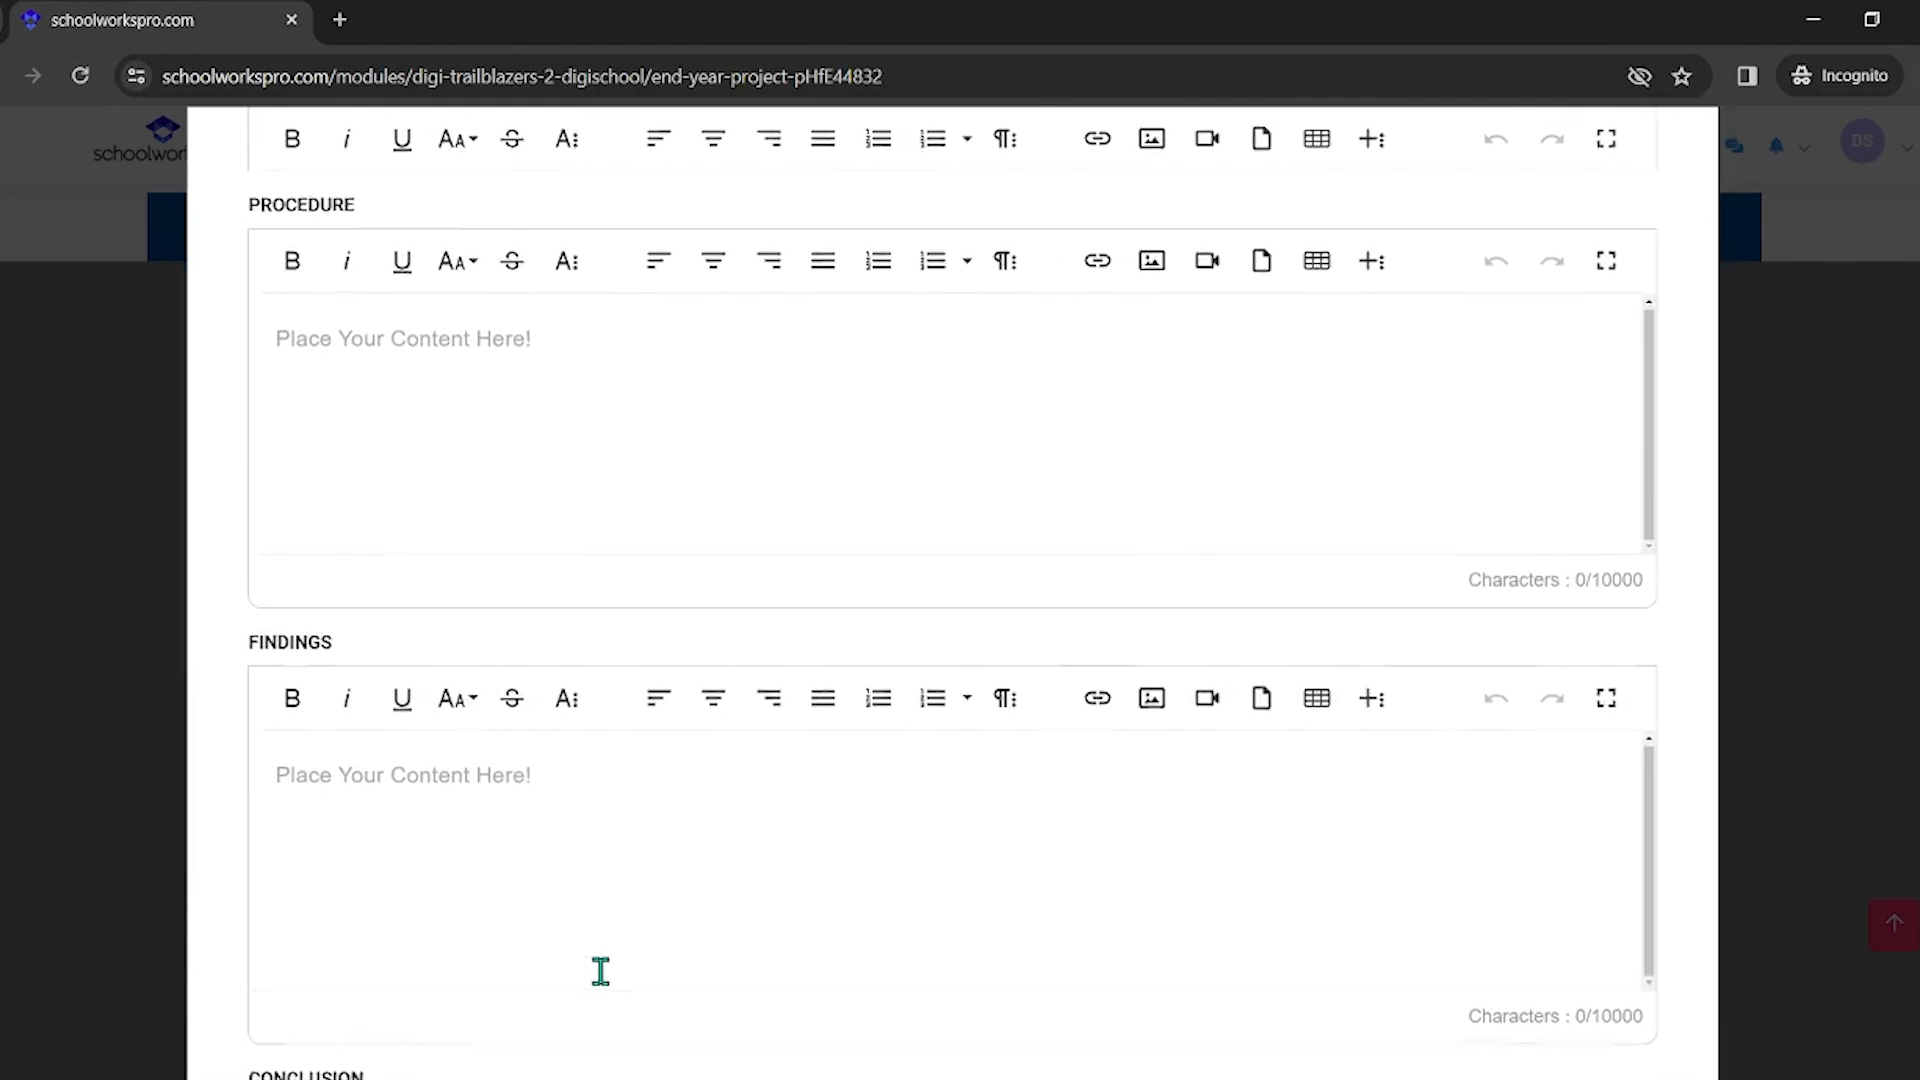 schoolworkspro.com
schoolworkspro.com/modules/digi-trailblazers-2-digischool/end-year-project-pHfE44832
Incognito
schoolwor
DS
PROCEDURE
Place Your Content Here!
Characters : 0/10000
FINDINGS
Place Your Content Here!
Characters : 0/10000
CONCLUSION